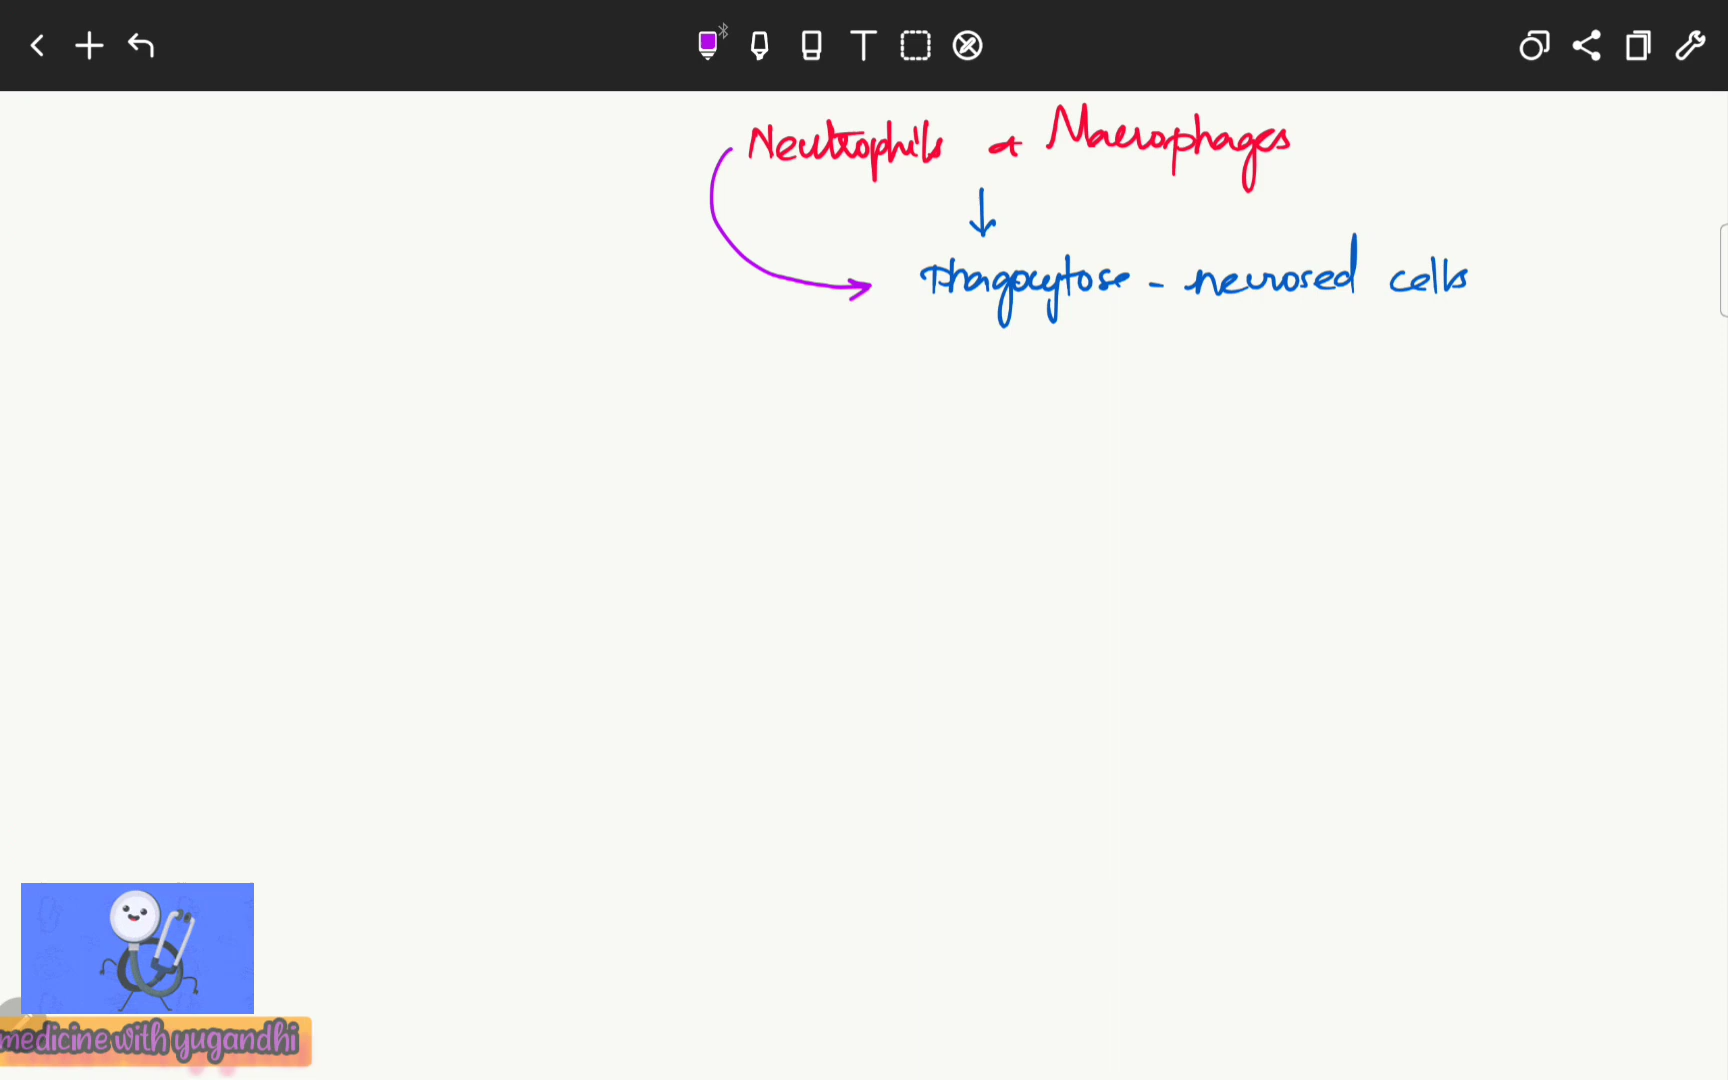 Neutrophils & Macrophages
↓
Phagocytose - necrosed cells
medicine with yugandhi